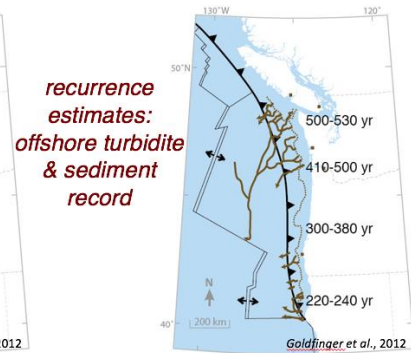 130°W
120°
50°N
recurrence
estimates:
offshore turbidite
& sediment
record
500-530 yr
410-500 yr
300-380 yr
220-240 yr
N
200 km
40°
2012
Goldfinger et al., 2012